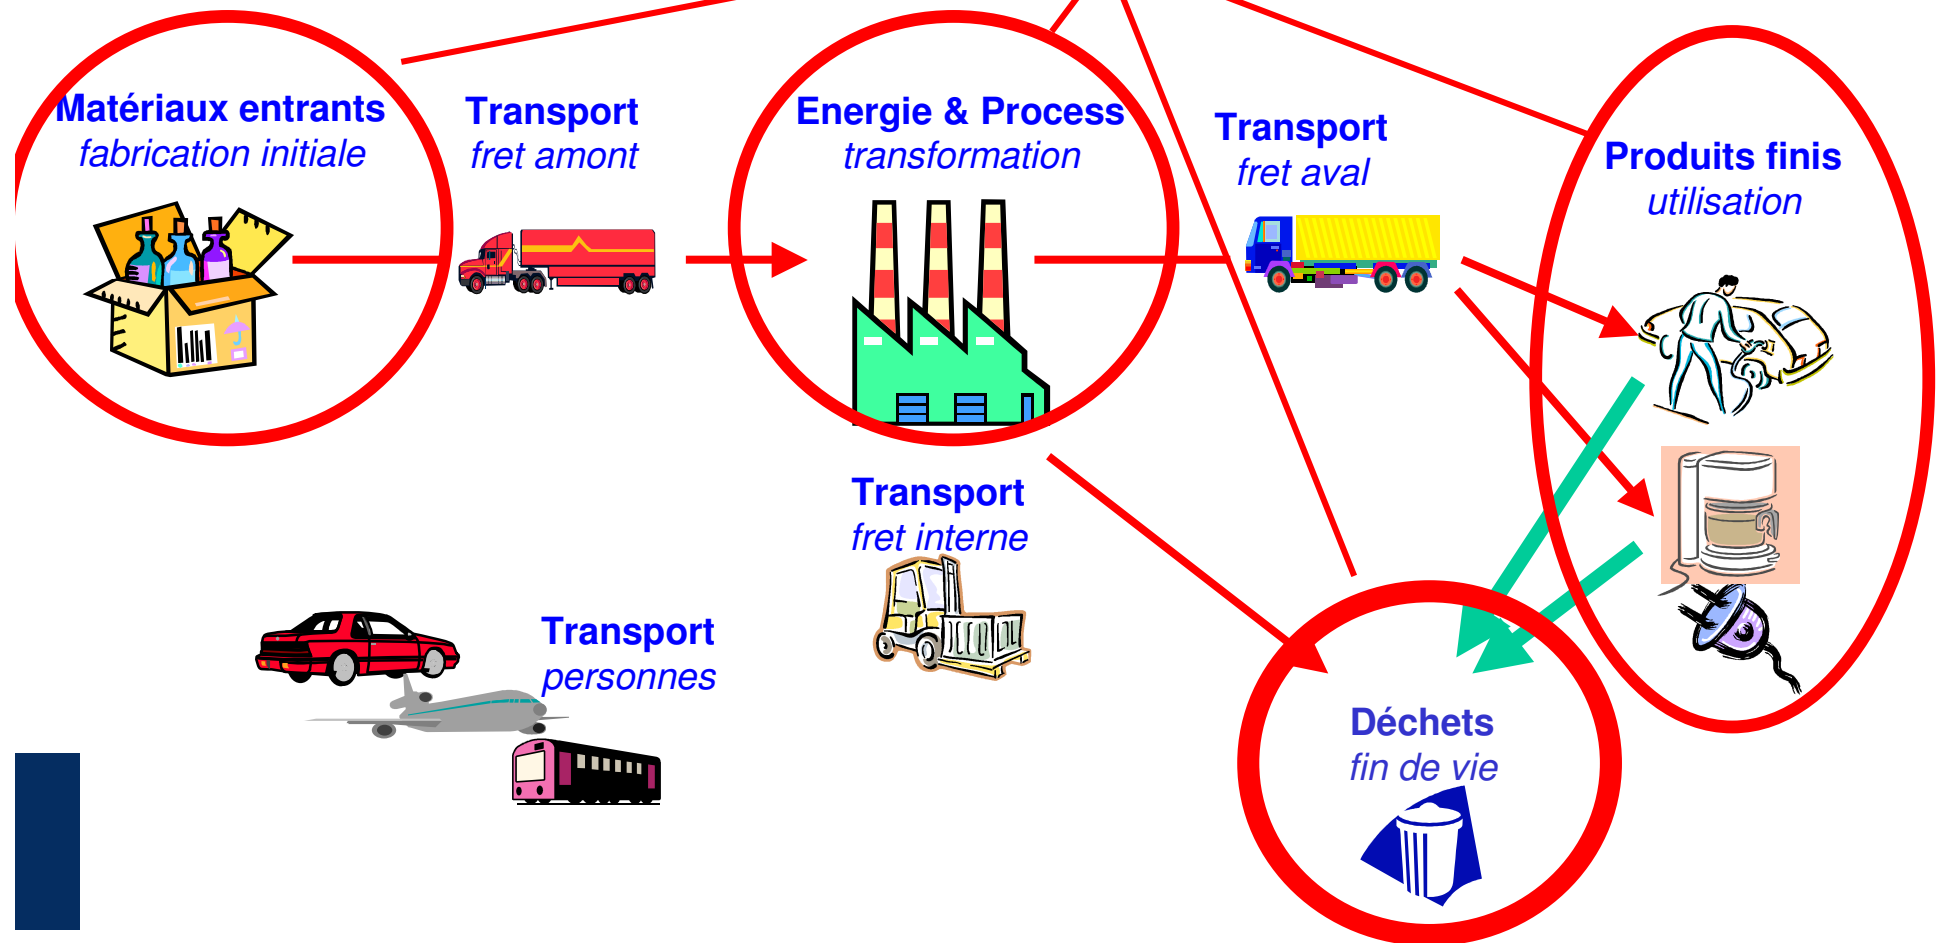 Matériaux entrants
fabrication initiale
Transport
fret amont
Energie & Process
transformation
Transport
fret aval
Produits finis
utilisation
Transport
fret interne
Transport
personnes
Déchets
fin de vie